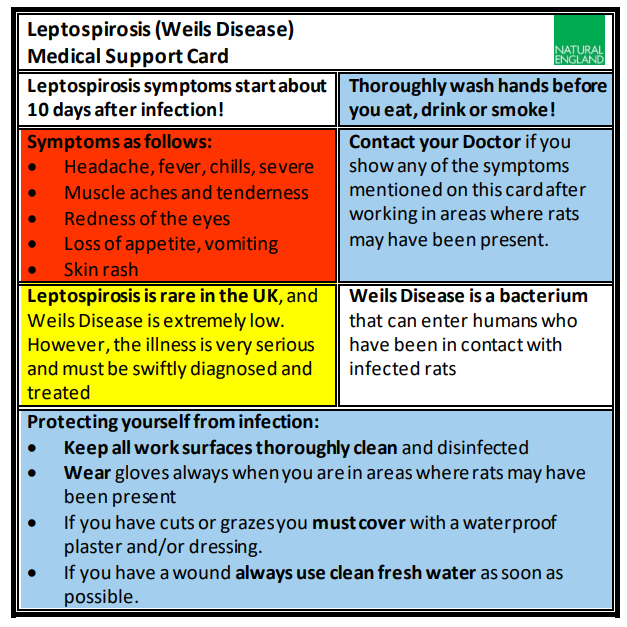 Leptospirosis (Weils Disease)
Medical Support Card
NATURAL
ENGLAND
Leptospirosis symptoms start about
10 days after infection!
Thoroughly wash hands before
you eat, drink or smoke!
Symptoms as follows:
• Headache, fever, chills, severe
• Muscle aches and tenderness
• Redness of the eyes
• Loss of appetite, vomiting
• Skin rash
Contact your Doctor if you
show any of the symptoms
mentioned on this card after
working in areas where rats
may have been present.
Leptospirosis is rare in the UK, and
Weils Disease is extremely low.
However, the illness is very serious
and must be swiftly diagnosed and
treated
Weils Disease is a bacterium
that can enter humans who
have been in contact with
infected rats
Protecting yourself from infection:
• Keep all work surfaces thoroughly clean and disinfected
• Wear gloves always when you are in areas where rats may have
been present
• If you have cuts or grazes you must cover with a waterproof
plaster and/or dressing.
• If you have a wound always use clean fresh water as soon as
possible.